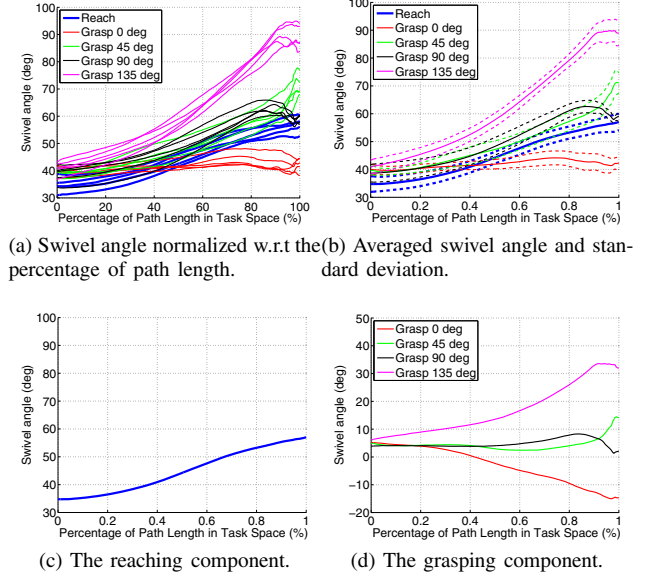 100
90
80
70
60
50
40
30
Swivel angle (deg)
Reach
Grasp 0 deg
Grasp 45 deg
Grasp 90 deg
Grasp 135 deg
0 20 40 60 80 100
Percentage of Path Length in Task Space (%)
(a) Swivel angle normalized w.r.t the
percentage of path length.
100
90
80
70
60
50
40
30
Swivel angle (deg)
Reach
Grasp 0 deg
Grasp 45 deg
Grasp 90 deg
Grasp 135 deg
0 0.2 0.4 0.6 0.8 1
Percentage of Path Length in Task Space (%)
(b) Averaged swivel angle and stan-
dard deviation.
100
90
80
70
60
50
40
30
Swivel angle (deg)
0 0.2 0.4 0.6 0.8 1
Percentage of Path Length in Task Space (%)
(c) The reaching component.
50
40
30
20
10
0
−10
−20
Swivel angle (deg)
Grasp 0 deg
Grasp 45 deg
Grasp 90 deg
Grasp 135 deg
0 0.2 0.4 0.6 0.8 1
Percentage of Path Length in Task Space (%)
(d) The grasping component.